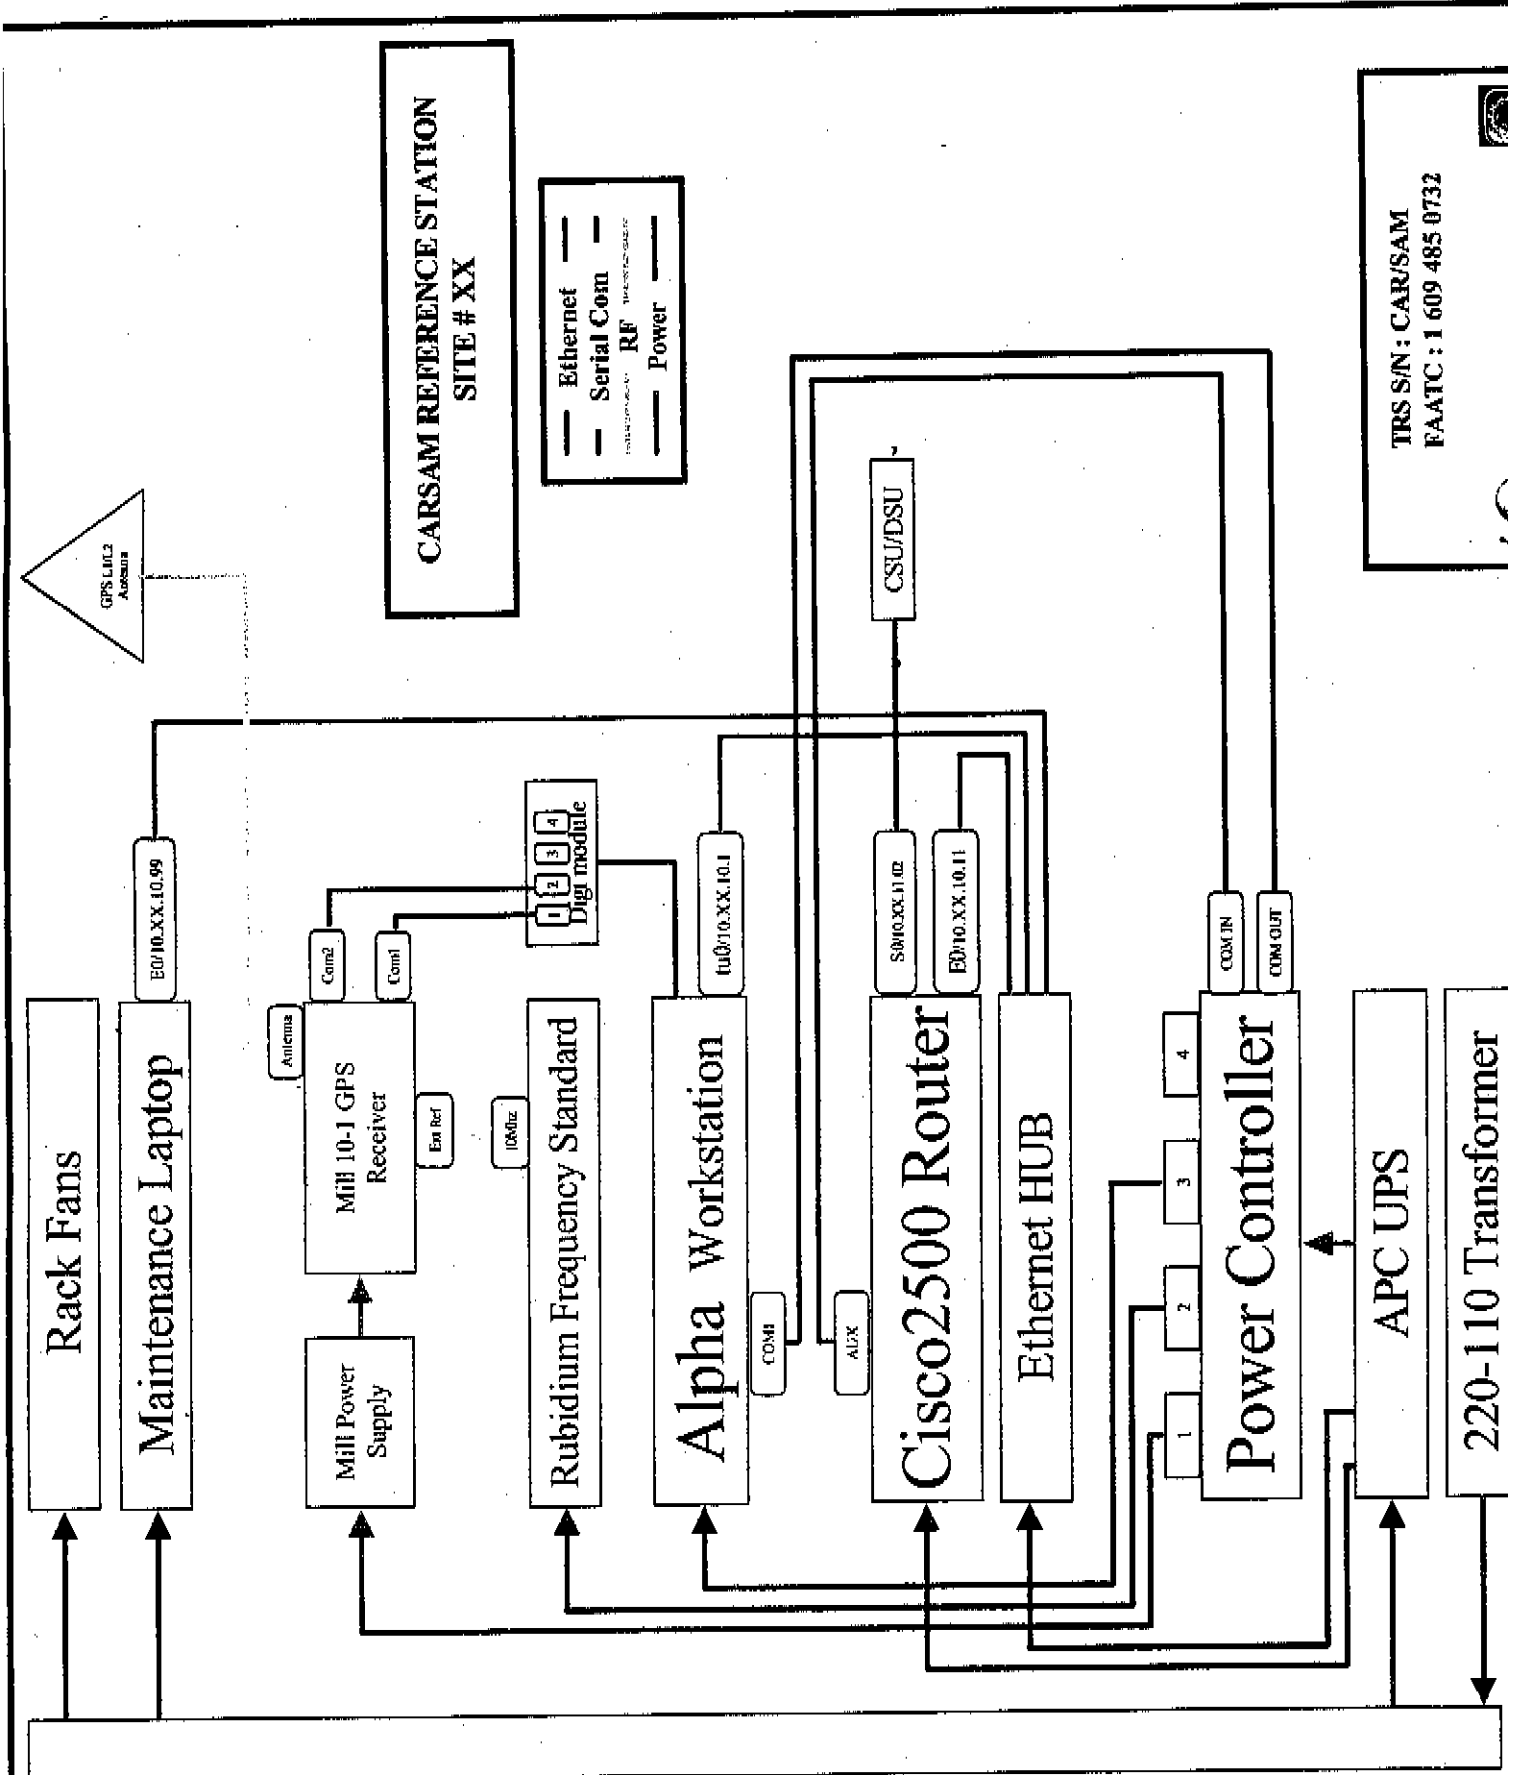 CARSAM REFERENCE STATION
SITE # XX
Ethernet
Serial Com
RF
Power
GPS L1/L2
Antenna
Rack Fans
Maintenance Laptop
E0/10.XX.10.99
Mill Power
Supply
Mill 10-1 GPS
Receiver
Antenna
Com2
Com1
Ext Ref
10Mhz
Rubidium Frequency Standard
1 2 3 4
Digi module
Alpha Workstation
tu0/10.XX.10.1
COM1
AUX
Cisco2500 Router
S0/10.XX.11.02
E0/10.XX.10.11
CSU/DSU
Ethernet HUB
1 2 3 4
Power Controller
COM IN
COM OUT
APC UPS
220-110 Transformer
TRS S/N : CAR/SAM
FAATC : 1 609 485 0732